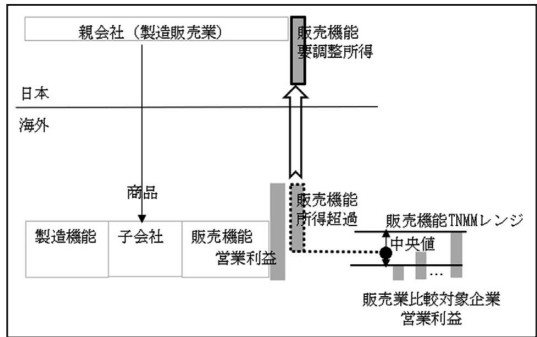 親会社（製造販売業）
販売機能
要調整所得
日本
海外
商品
販売機能
所得超過
製造機能
子会社
販売機能
営業利益
販売機能TNMMレンジ
中央値
...
販売業比較対象企業
営業利益